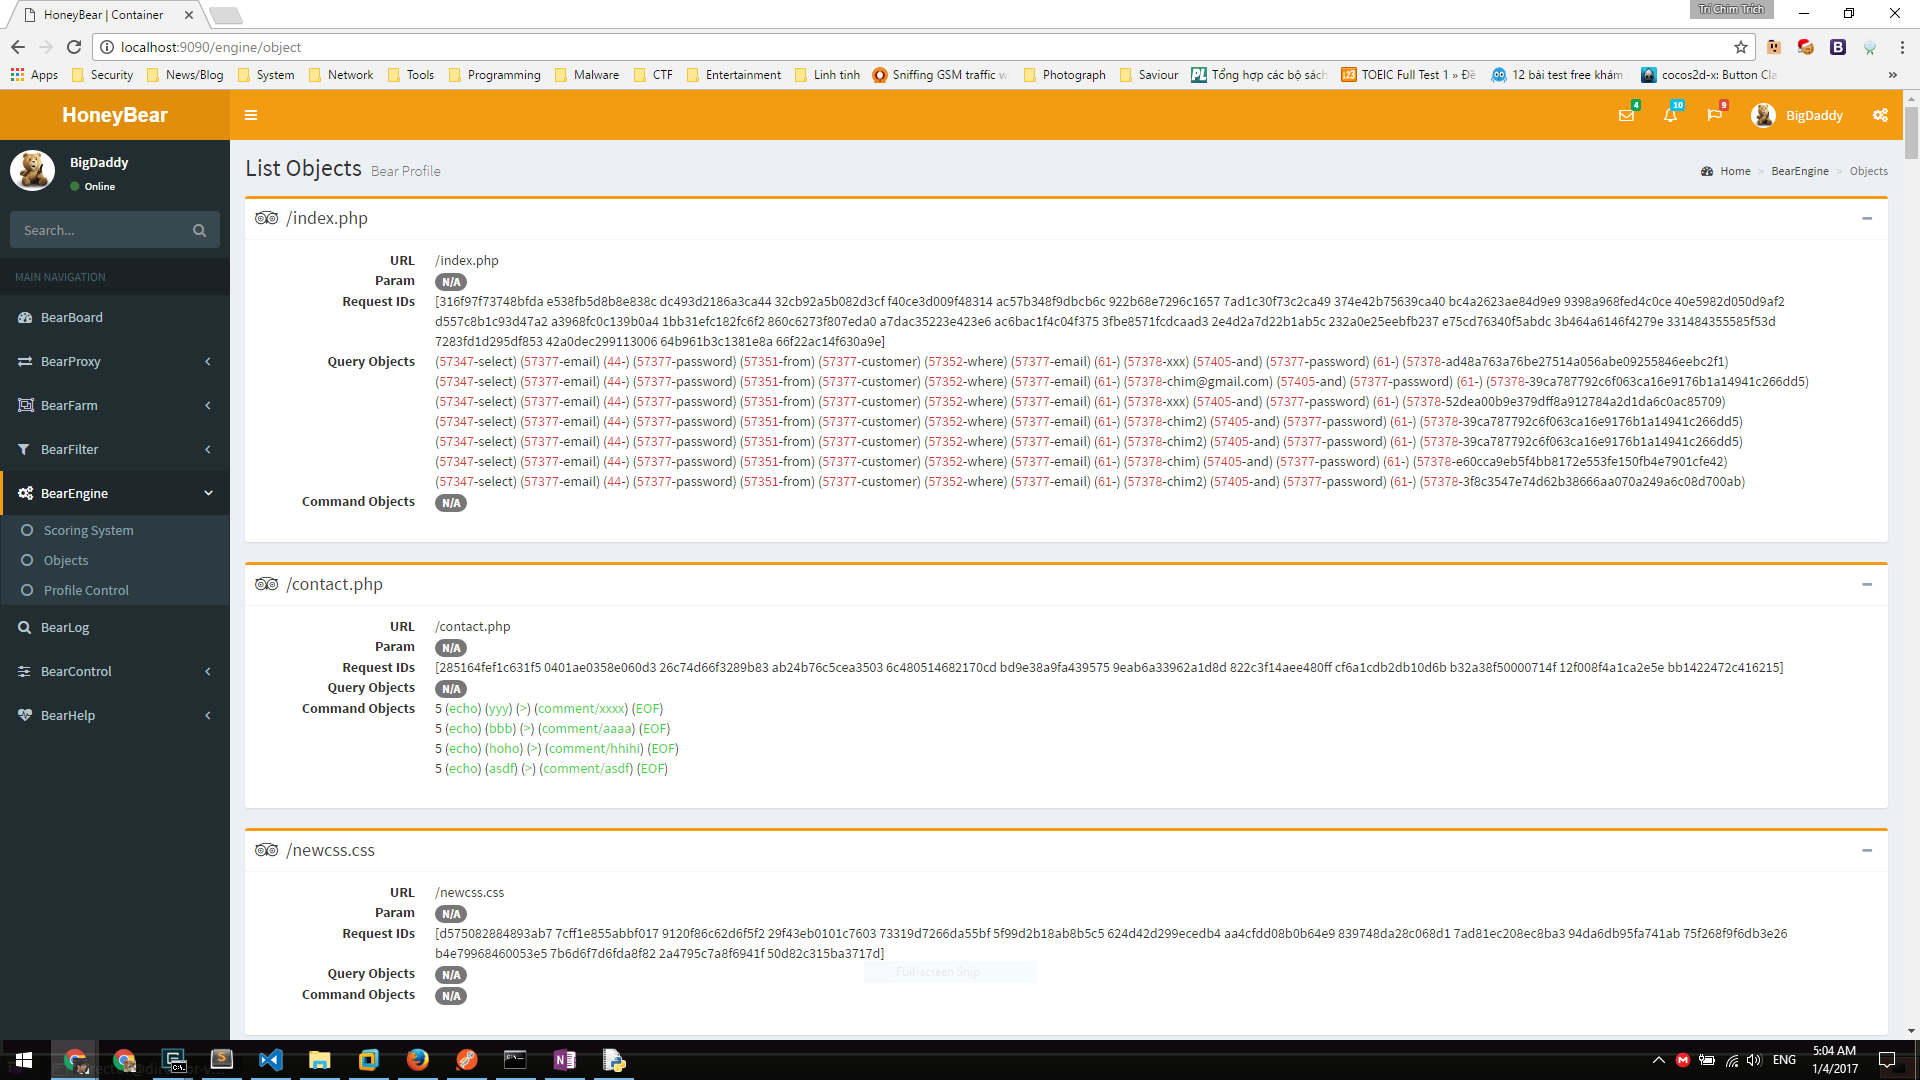 HoneyBear | Container
Trí Chim Trích
localhost:9090/engine/object
Apps Security News/Blog System Network Tools Programming Malware CTF Entertainment Linh tinh Sniffing GSM traffic Photograph Saviour Tổng hợp các bộ sách TOEIC Full Test 1 » Đề 12 bài test free khám cocos2d-x: Button Cla »
HoneyBear
4 10 9 BigDaddy
BigDaddy
Online
Search...
MAIN NAVIGATION
BearBoard
BearProxy
BearFarm
BearFilter
BearEngine
Scoring System
Objects
Profile Control
BearLog
BearControl
BearHelp
List Objects Bear Profile
Home > BearEngine > Objects
/index.php
URL /index.php
Param N/A
Request IDs [316f97f73748bfda e538fb5d8b8e838c dc493d2186a3ca44 32cb92a5b082d3cf f40ce3d009f48314 ac57b348f9dbcb6c 922b68e7296c1657 7ad1c30f73c2ca49 374e42b75639ca40 bc4a2623ae84d9e9 9398a968fed4c0ce 40e5982d050d9af2
d557c8b1c93d47a2 a3968fc0c139b0a4 1bb31efc182fc6f2 860c6273f807eda0 a7dac35223e423e6 ac6bac1f4c04f375 3fbe8571fcdcaad3 2e4d2a7d22b1ab5c 232a0e25eebfb237 e75cd76340f5abdc 3b464a6146f4279e 331484355585f53d
7283fd1d295df853 42a0dec299113006 64b961b3c1381e8a 66f22ac14f630a9e]
Query Objects (57347-select) (57377-email) (44-) (57377-password) (57351-from) (57377-customer) (57352-where) (57377-email) (61-) (57378-xxx) (57405-and) (57377-password) (61-) (57378-ad48a763a76be27514a056abe09255846eebc2f1)
(57347-select) (57377-email) (44-) (57377-password) (57351-from) (57377-customer) (57352-where) (57377-email) (61-) (57378-chim@gmail.com) (57405-and) (57377-password) (61-) (57378-39ca787792c6f063ca16e9176b1a14941c266dd5)
(57347-select) (57377-email) (44-) (57377-password) (57351-from) (57377-customer) (57352-where) (57377-email) (61-) (57378-xxx) (57405-and) (57377-password) (61-) (57378-52dea00b9e379dff8a912784a2d1da6c0ac85709)
(57347-select) (57377-email) (44-) (57377-password) (57351-from) (57377-customer) (57352-where) (57377-email) (61-) (57378-chim2) (57405-and) (57377-password) (61-) (57378-39ca787792c6f063ca16e9176b1a14941c266dd5)
(57347-select) (57377-email) (44-) (57377-password) (57351-from) (57377-customer) (57352-where) (57377-email) (61-) (57378-chim2) (57405-and) (57377-password) (61-) (57378-39ca787792c6f063ca16e9176b1a14941c266dd5)
(57347-select) (57377-email) (44-) (57377-password) (57351-from) (57377-customer) (57352-where) (57377-email) (61-) (57378-chim) (57405-and) (57377-password) (61-) (57378-e60cca9eb5f4bb8172e553fe150fb4e7901cfe42)
(57347-select) (57377-email) (44-) (57377-password) (57351-from) (57377-customer) (57352-where) (57377-email) (61-) (57378-chim2) (57405-and) (57377-password) (61-) (57378-3f8c3547e74d62b38666aa070a249a6c08d700ab)
Command Objects N/A
/contact.php
URL /contact.php
Param N/A
Request IDs [285164fef1c631f5 0401ae0358e060d3 26c74d66f3289b83 ab24b76c5cea3503 6c480514682170cd bd9e38a9fa439575 9eab6a33962a1d8d 822c3f14aee480ff cf6a1cdb2db10d6b b32a38f50000714f 12f008f4a1ca2e5e bb1422472c416215]
Query Objects N/A
Command Objects 5 (echo) (yyy) (>) (comment/xxxx) (EOF)
5 (echo) (bbb) (>) (comment/aaaa) (EOF)
5 (echo) (hoho) (>) (comment/hhihi) (EOF)
5 (echo) (asdf) (>) (comment/asdf) (EOF)
/newcss.css
URL /newcss.css
Param N/A
Request IDs [d575082884893ab7 7cff1e855abbf017 9120f86c62d6f5f2 29f43eb0101c7603 73319d7266da55bf 5f99d2b18ab8b5c5 624d42d299ecedb4 aa4cfdd08b0b64e9 839748da28c068d1 7ad81ec208ec8ba3 94da6db95fa741ab 75f268f9f6db3e26
b4e79968460053e5 7b6d6f7d6fda8f82 2a4795c7a8f6941f 50d82c315ba3717d]
Query Objects N/A
Command Objects N/A
Full-screen Snip
ENG
5:04 AM
1/4/2017